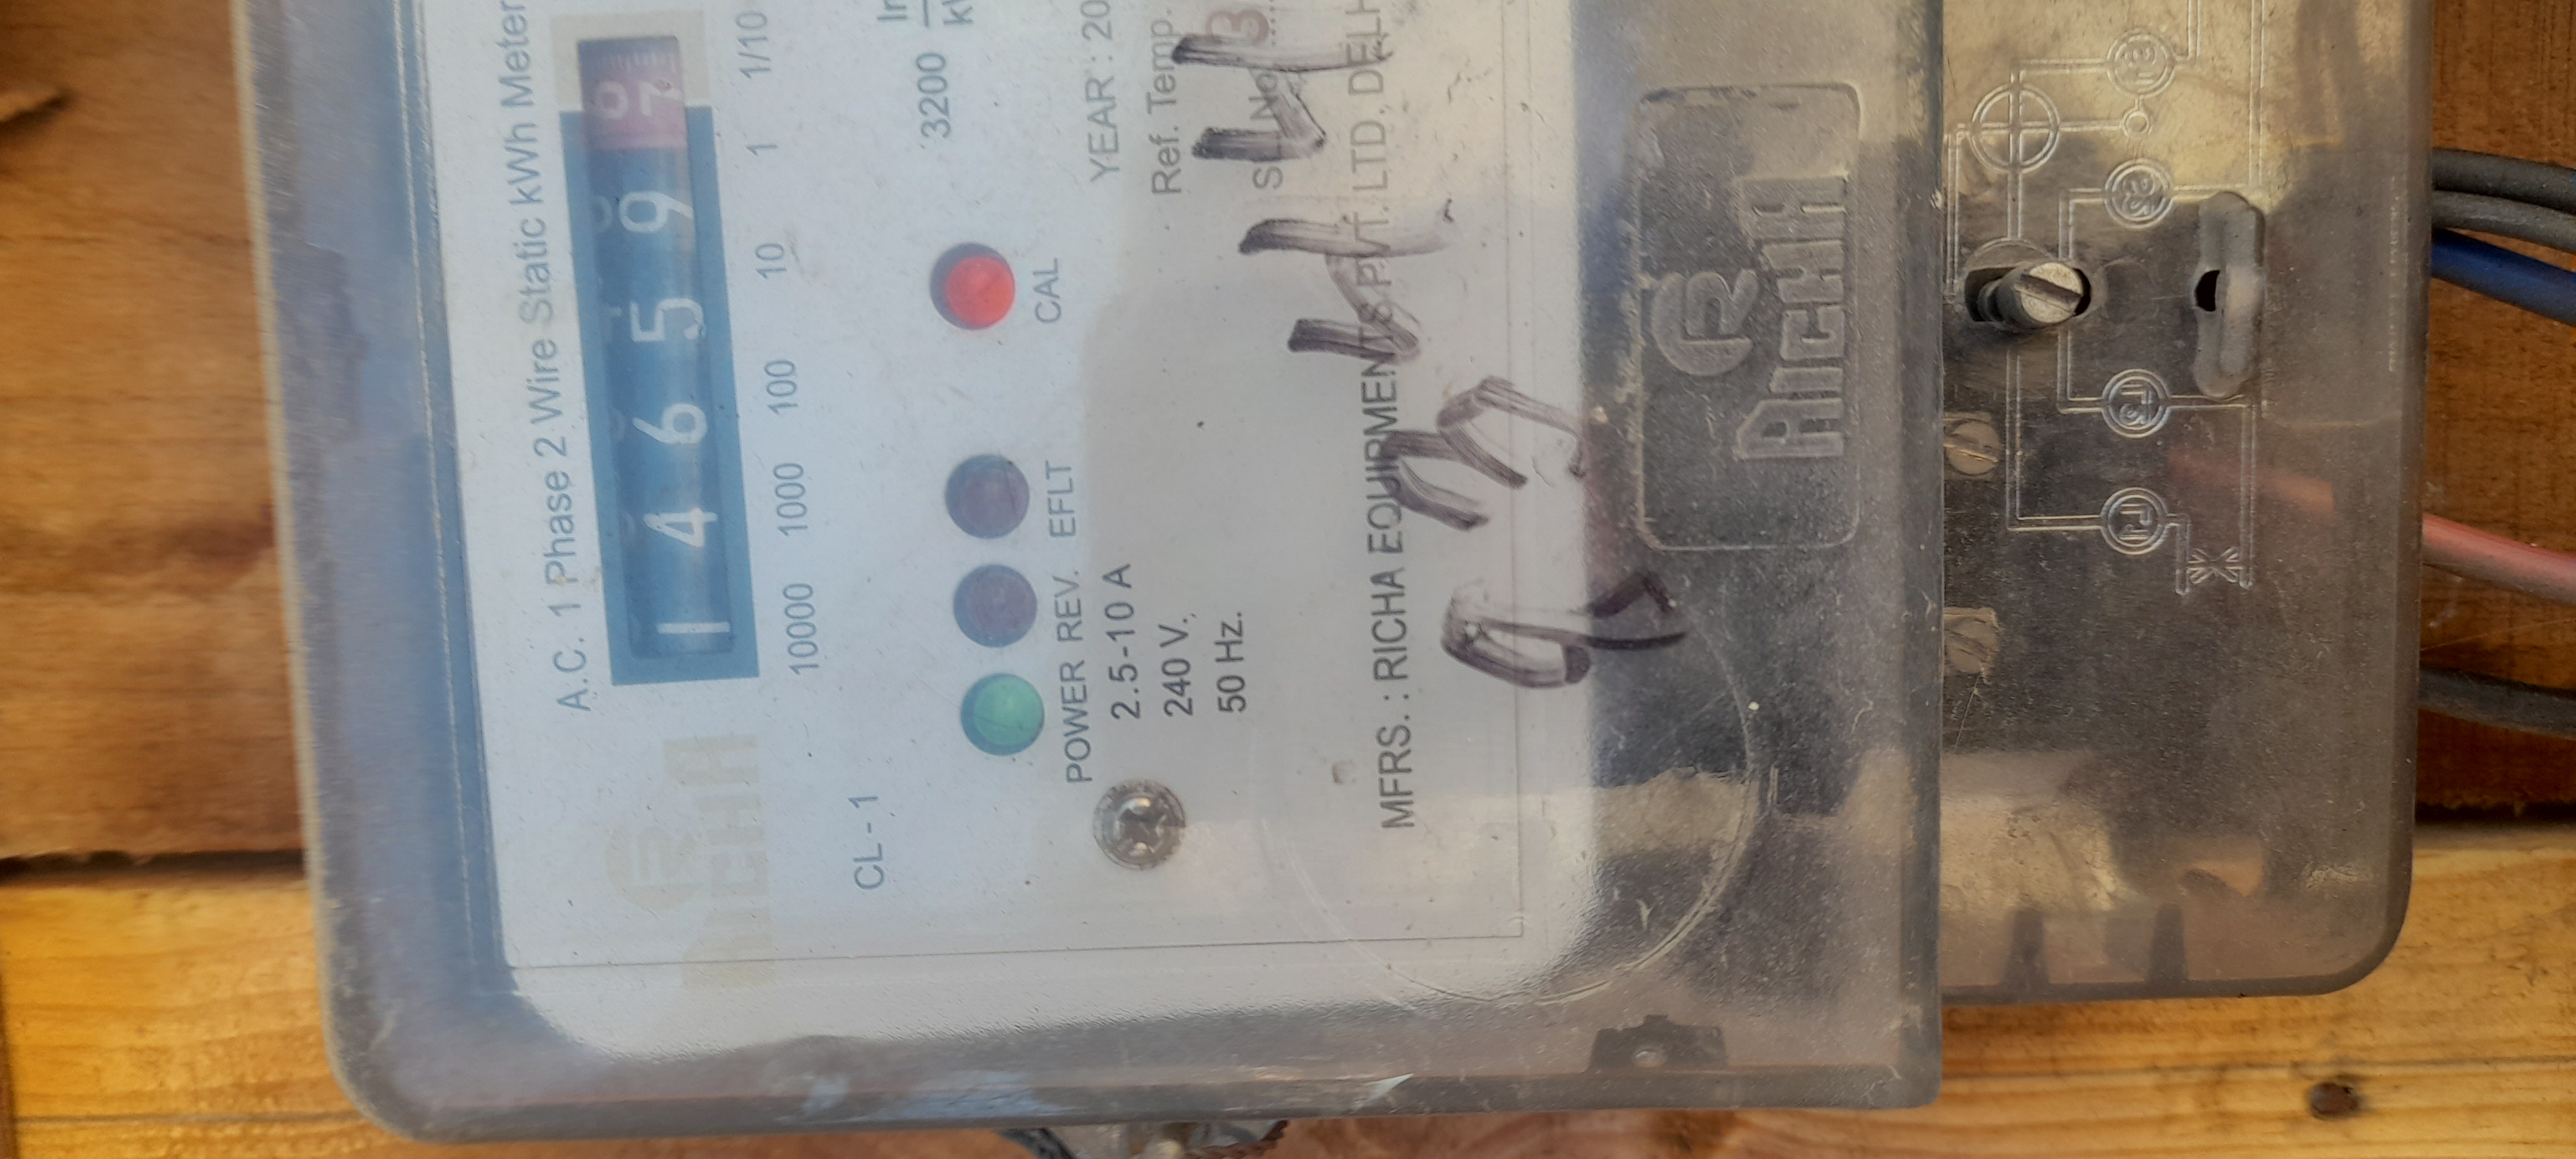 A.C. 1 Phase 2 Wire Static kWh Meter
1 4 6 5 9
10000 1000 100 10 1 1/10
RICHA
CL-1
3200
POWER REV. EFLT CAL
2.5-10 A
240 V.
50 Hz.
YEAR : 20
Ref. Temp.
MFRS. : RICHA EQUIPMENTS PVT. LTD. DELH
R
RICHA